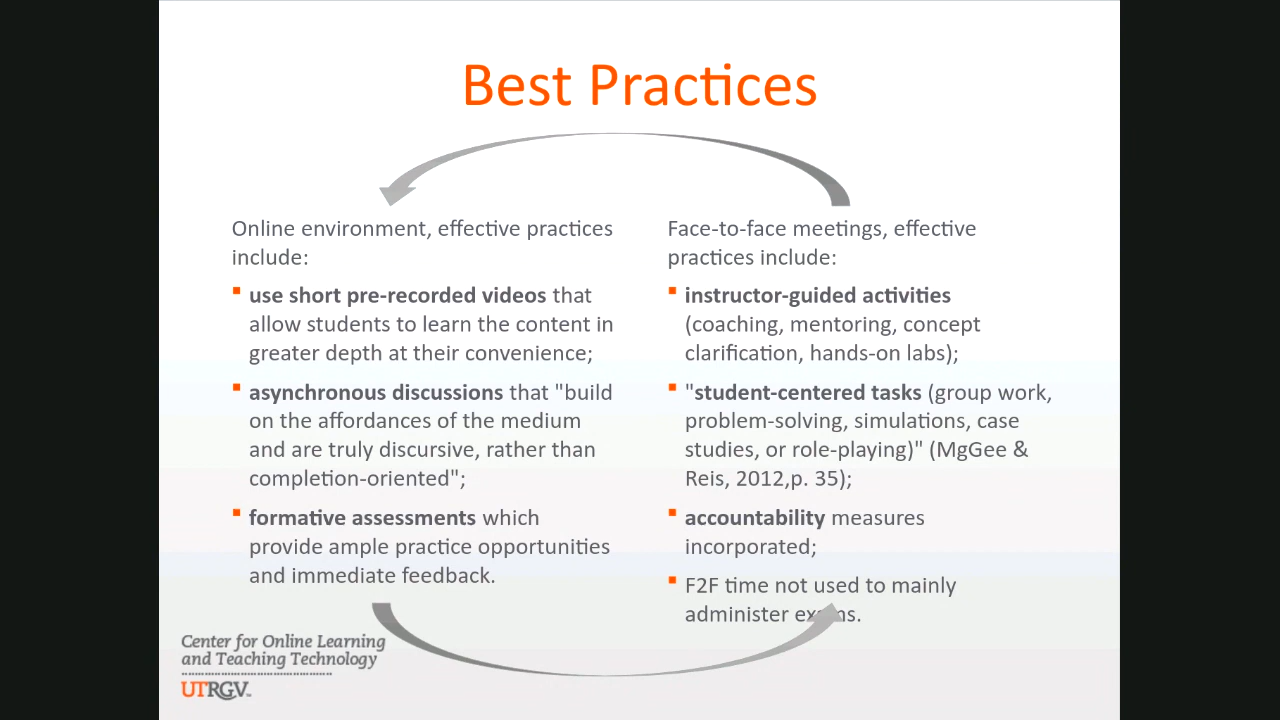 Best Practices
Online environment, effective practices
include:
use short pre-recorded videos that
allow students to learn the content in
greater depth at their convenience;
asynchronous discussions that "build
on the affordances of the medium
and are truly discursive, rather than
completion-oriented";
formative assessments which
provide ample practice opportunities
and immediate feedback.
Face-to-face meetings, effective
practices include:
instructor-guided activities
(coaching, mentoring, concept
clarification, hands-on labs);
"student-centered tasks (group work,
problem-solving, simulations, case
studies, or role-playing)" (MgGee &
Reis, 2012,p. 35);
accountability measures
incorporated;
F2F time not used to mainly
administer exams.
Center for Online Learning
and Teaching Technology
UTRGV™